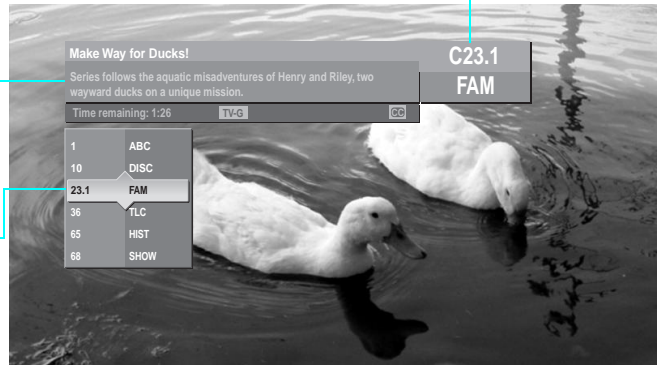 Make Way for Ducks!
C23.1
Series follows the aquatic misadventures of Henry and Riley, two
wayward ducks on a unique mission.
FAM
Time remaining: 1:26 TV-G CC
1 ABC
10 DISC
23.1 FAM
36 TLC
65 HIST
68 SHOW